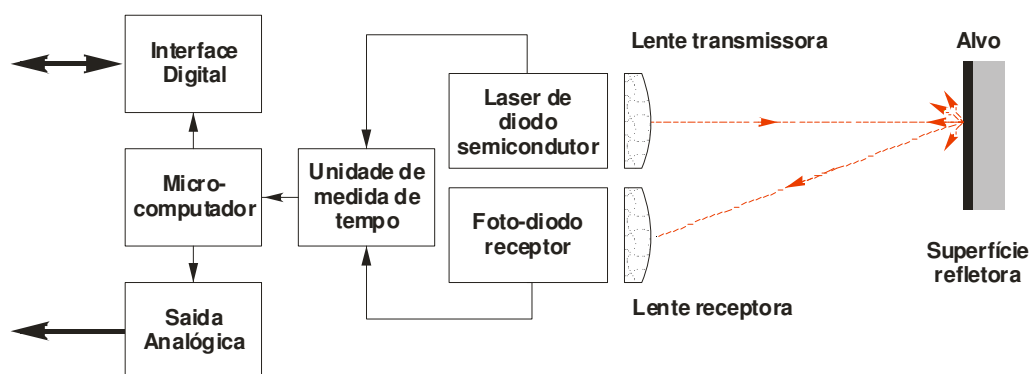 Interface
Digital
Micro-
computador
Saida
Analógica
Unidade de
medida de
tempo
Laser de
diodo
semicondutor
Foto-diodo
receptor
Lente transmissora
Lente receptora
Alvo
Superfície
refletora